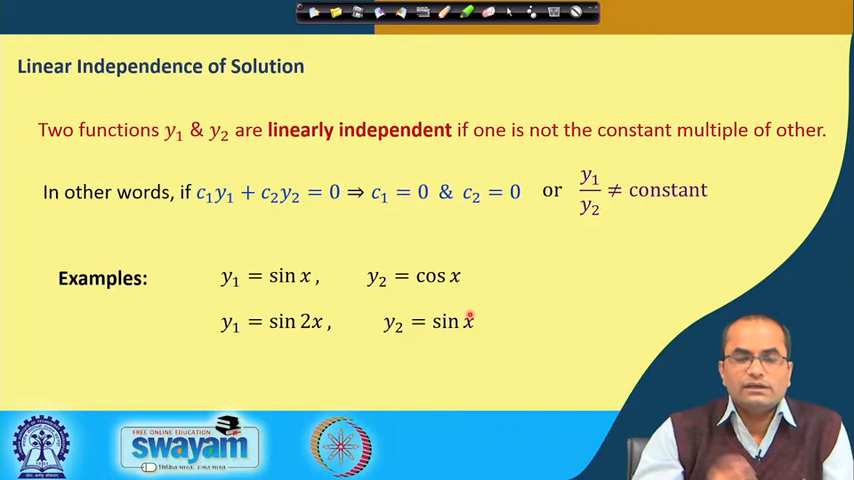 Linear Independence of Solution
Two functions y₁ & y₂ are linearly independent if one is not the constant multiple of other.
In other words, if c₁y₁ + c₂y₂ = 0 ⇒ c₁ = 0 & c₂ = 0 or y₁/y₂ ≠ constant
Examples: y₁ = sin x , y₂ = cos x
y₁ = sin 2x , y₂ = sin x
FREE ONLINE EDUCATION
swayam